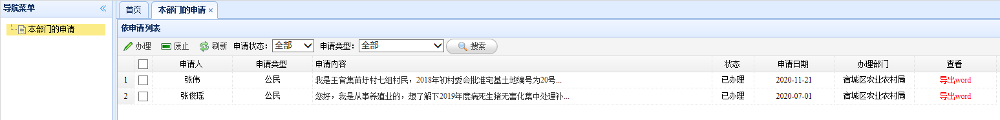 导航菜单
本部门的申请
首页 本部门的申请
依申请列表
办理 废止 刷新 申请状态： 全部 申请类型： 全部 搜索
申请人 申请类型 申请内容 状态 申请日期 办理部门 查看
1 张伟 公民 我是王官集苗圩村七组村民，2018年初村委会批准宅基土地编号为20号... 已办理 2020-11-21 宿城区农业农村局 导出word
2 张俊瑶 公民 您好，我是从事养殖业的，想了解下2019年度病死生猪无害化集中处理补... 已办理 2020-07-01 宿城区农业农村局 导出word